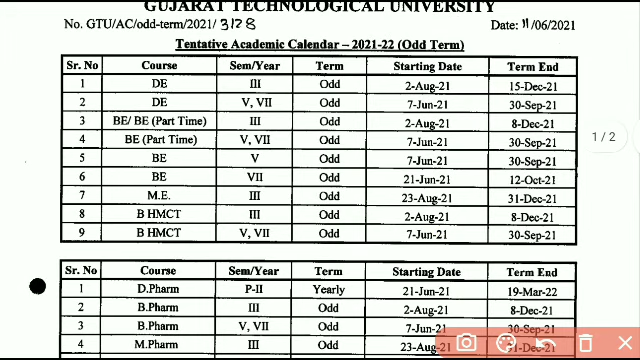 GUJARAT TECHNOLOGICAL UNIVERSITY
No. GTU/AC/odd-term/2021/ 3178 Date: 11/06/2021
Tentative Academic Calendar – 2021-22 (Odd Term)
Sr. No Course Sem/Year Term Starting Date Term End
1 DE III Odd 2-Aug-21 15-Dec-21
2 DE V, VII Odd 7-Jun-21 30-Sep-21
3 BE/ BE (Part Time) III Odd 2-Aug-21 8-Dec-21
4 BE (Part Time) V, VII Odd 7-Jun-21 30-Sep-21
5 BE V Odd 7-Jun-21 30-Sep-21
6 BE VII Odd 21-Jun-21 12-Oct-21
7 M.E. III Odd 23-Aug-21 31-Dec-21
8 B HMCT III Odd 2-Aug-21 8-Dec-21
9 B HMCT V, VII Odd 7-Jun-21 30-Sep-21
1 / 2
Sr. No Course Sem/Year Term Starting Date Term End
1 D.Pharm P-II Yearly 21-Jun-21 19-Mar-22
2 B.Pharm III Odd 2-Aug-21 8-Dec-21
3 B.Pharm V, VII Odd 7-Jun-21 30-Sep-21
4 M.Pharm III Odd 23-Aug-21 31-Dec-21